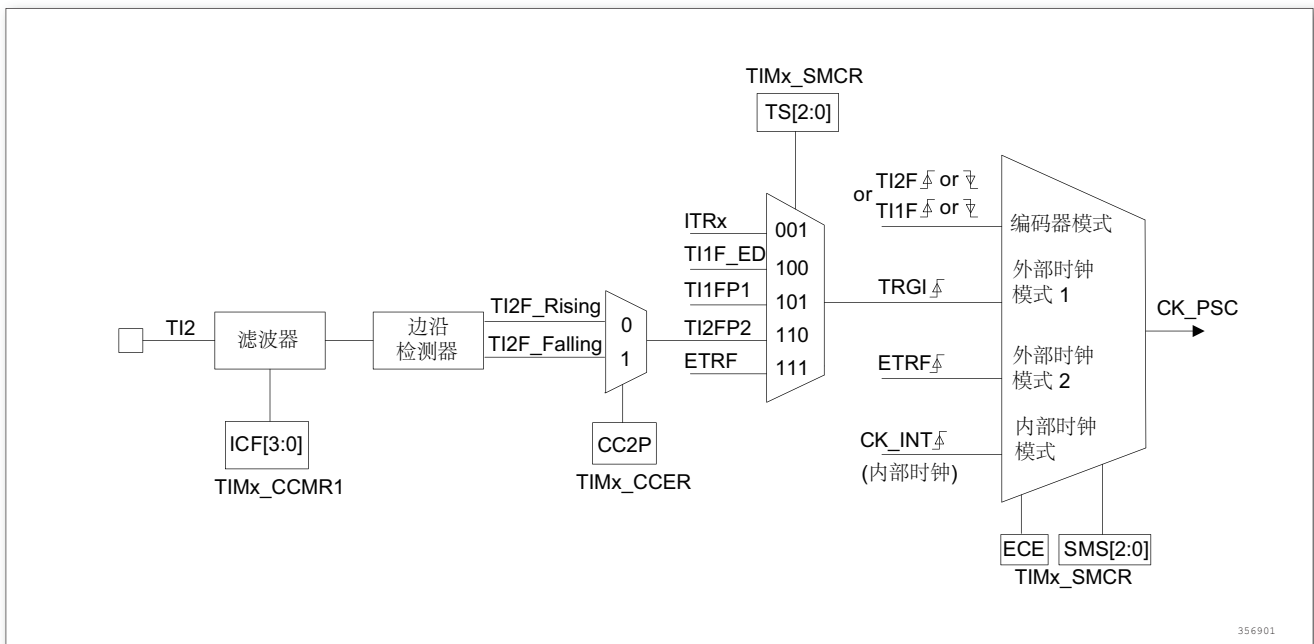 TIMx_SMCR
TS[2:0]
TI2F or
or
TI1F or
编码器模式
ITRx
001
TI1F_ED
100
外部时钟
模式 1
TRGI
TI1FP1
101
CK_PSC
TI2
滤波器
边沿
检测器
TI2F_Rising
TI2F_Falling
0
1
TI2FP2
110
ETRF
111
ETRF
外部时钟
模式 2
ICF[3:0]
TIMx_CCMR1
CC2P
TIMx_CCER
CK_INT
(内部时钟)
内部时钟
模式
ECE
SMS[2:0]
TIMx_SMCR
356901